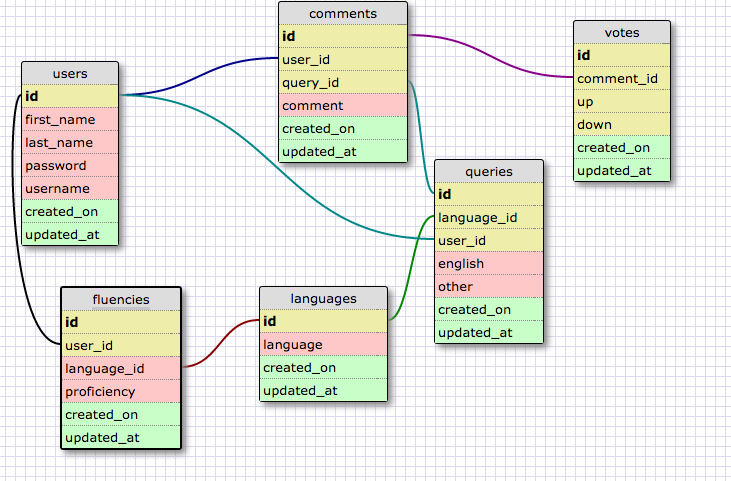 comments
id
user_id
query_id
comment
created_on
updated_at
votes
id
comment_id
up
down
created_on
updated_at
users
id
first_name
last_name
password
username
created_on
updated_at
queries
id
language_id
user_id
english
other
created_on
updated_at
fluencies
id
user_id
language_id
proficiency
created_on
updated_at
languages
id
language
created_on
updated_at